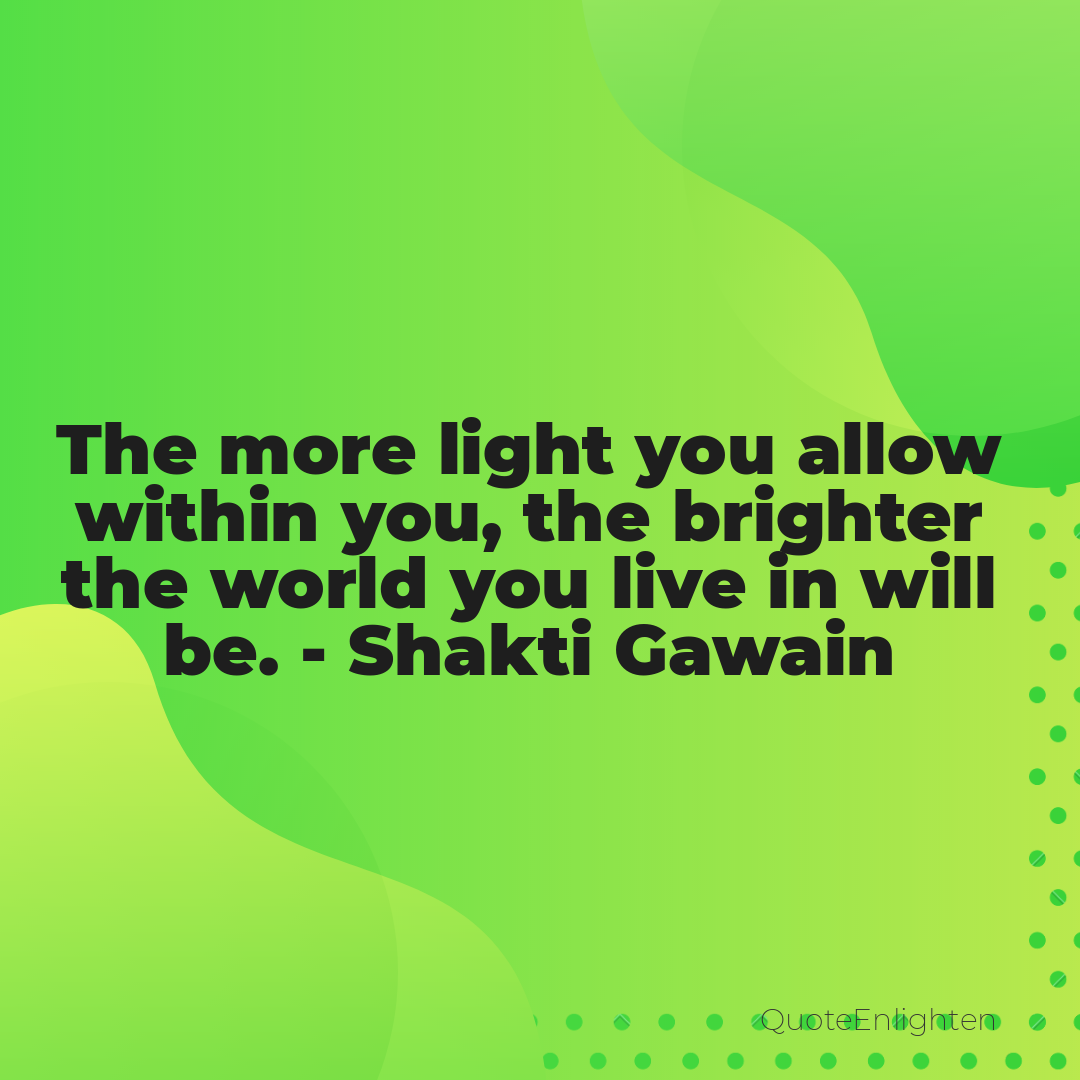 The more light you allow
within you, the brighter
the world you live in will
be. - Shakti Gawain
QuoteEnlighten